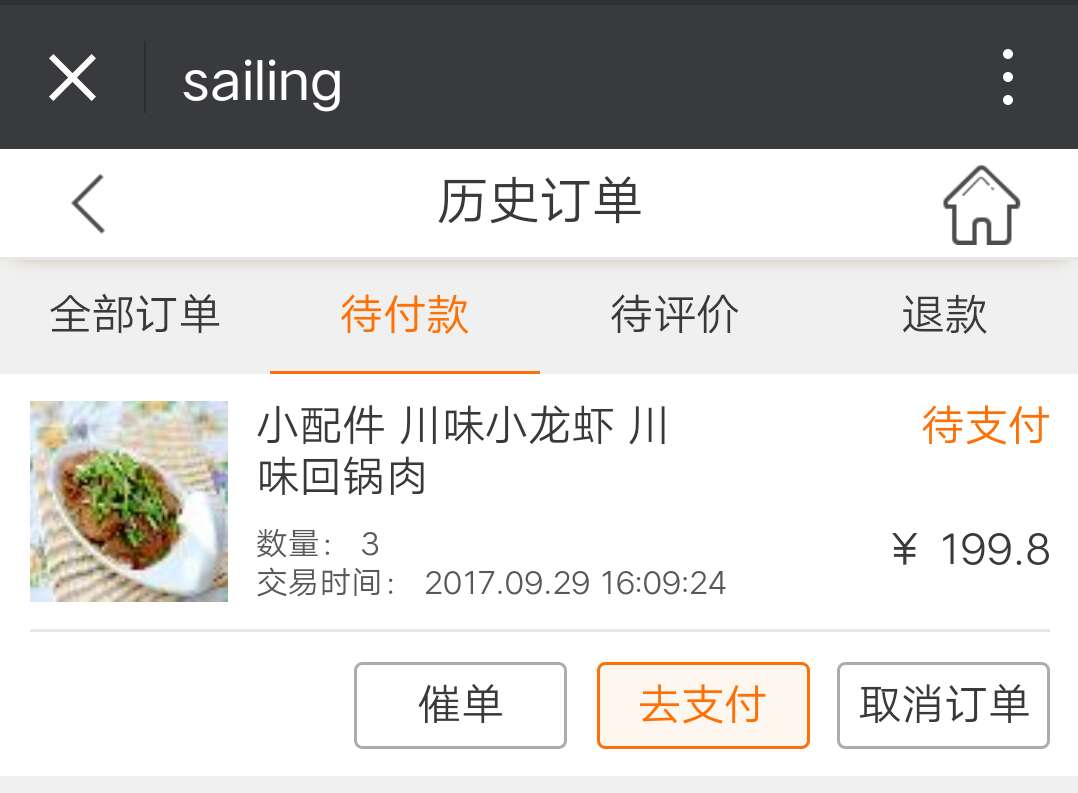 sailing
历史订单
全部订单 待付款 待评价 退款
小配件 川味小龙虾 川 待支付
味回锅肉
数量： 3 ¥ 199.8
交易时间： 2017.09.29 16:09:24
催单 去支付 取消订单